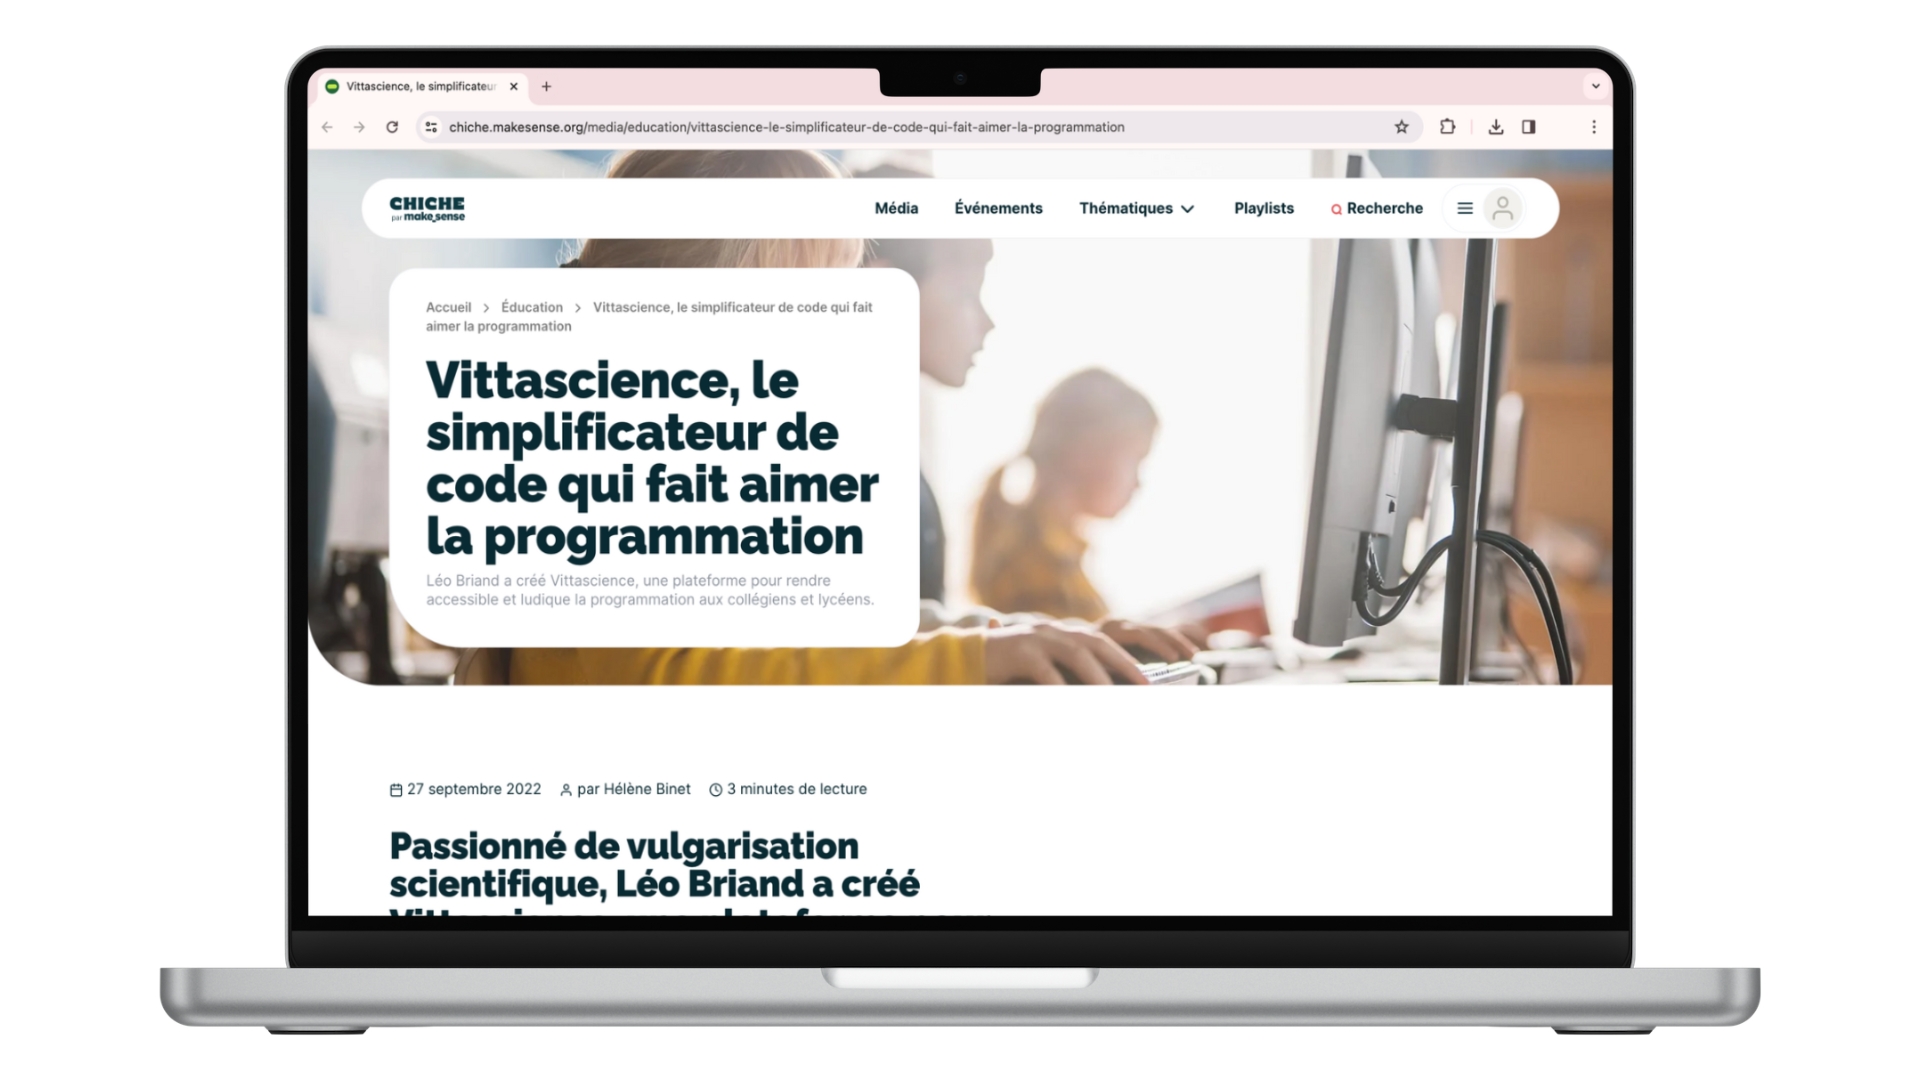 Vittascience, le simplificateur
chiche.makesense.org/media/education/vittascience-le-simplificateur-de-code-qui-fait-aimer-la-programmation
CHICHE
par make_sense
Média
Événements
Thématiques
Playlists
Recherche
Accueil > Éducation > Vittascience, le simplificateur de code qui fait
aimer la programmation
Vittascience, le
simplificateur de
code qui fait aimer
la programmation
Léo Briand a créé Vittascience, une plateforme pour rendre
accessible et ludique la programmation aux collégiens et lycéens.
27 septembre 2022 par Hélène Binet 3 minutes de lecture
Passionné de vulgarisation
scientifique, Léo Briand a créé